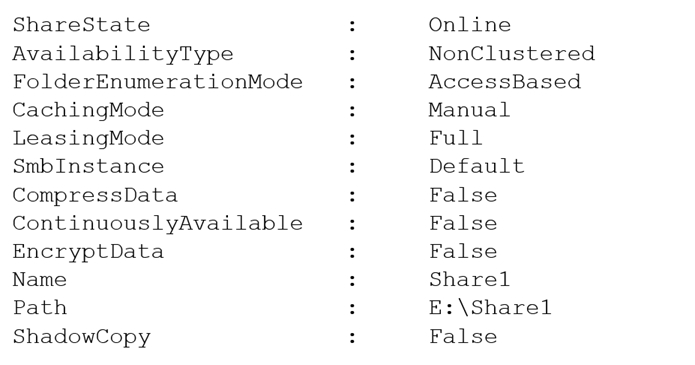 ShareState : Online
AvailabilityType : NonClustered
FolderEnumerationMode : AccessBased
CachingMode : Manual
LeasingMode : Full
SmbInstance : Default
CompressData : False
ContinuouslyAvailable : False
EncryptData : False
Name : Share1
Path : E:\Share1
ShadowCopy : False